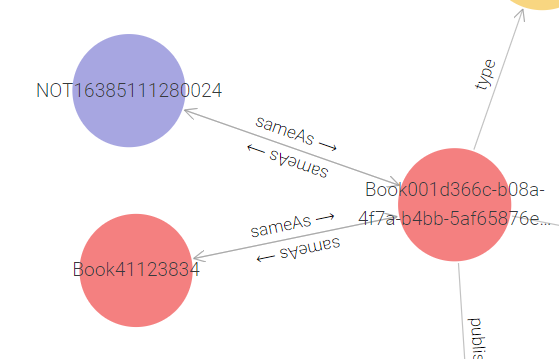 type
NOT16385111280024
sameAs →
sameAs →
Book001d366c-b08a-
4f7a-b4bb-5af65876e...
sameAs →
sameAs →
Book41123834
publis